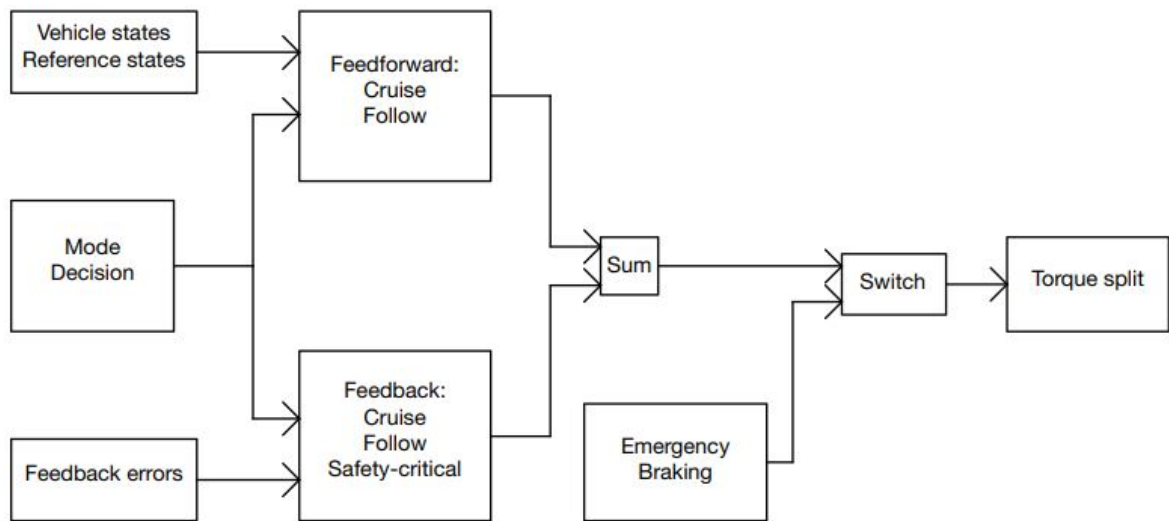 Vehicle states
Reference states
Feedforward:
Cruise
Follow
Mode
Decision
Sum
Switch
Torque split
Feedback:
Cruise
Follow
Safety-critical
Feedback errors
Emergency
Braking